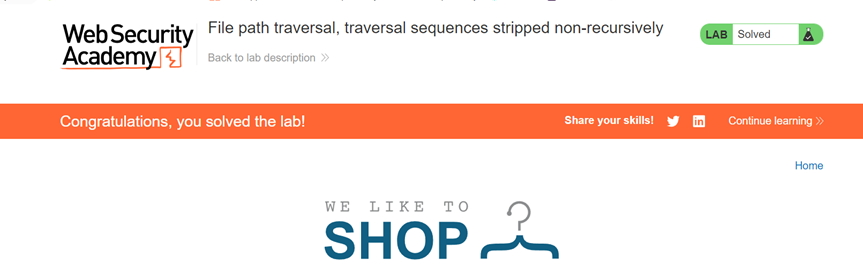 Web Security
Academy
File path traversal, traversal sequences stripped non-recursively
Back to lab description
LAB Solved
Congratulations, you solved the lab!
Share your skills!
Continue learning
Home
WE LIKE TO
SHOP